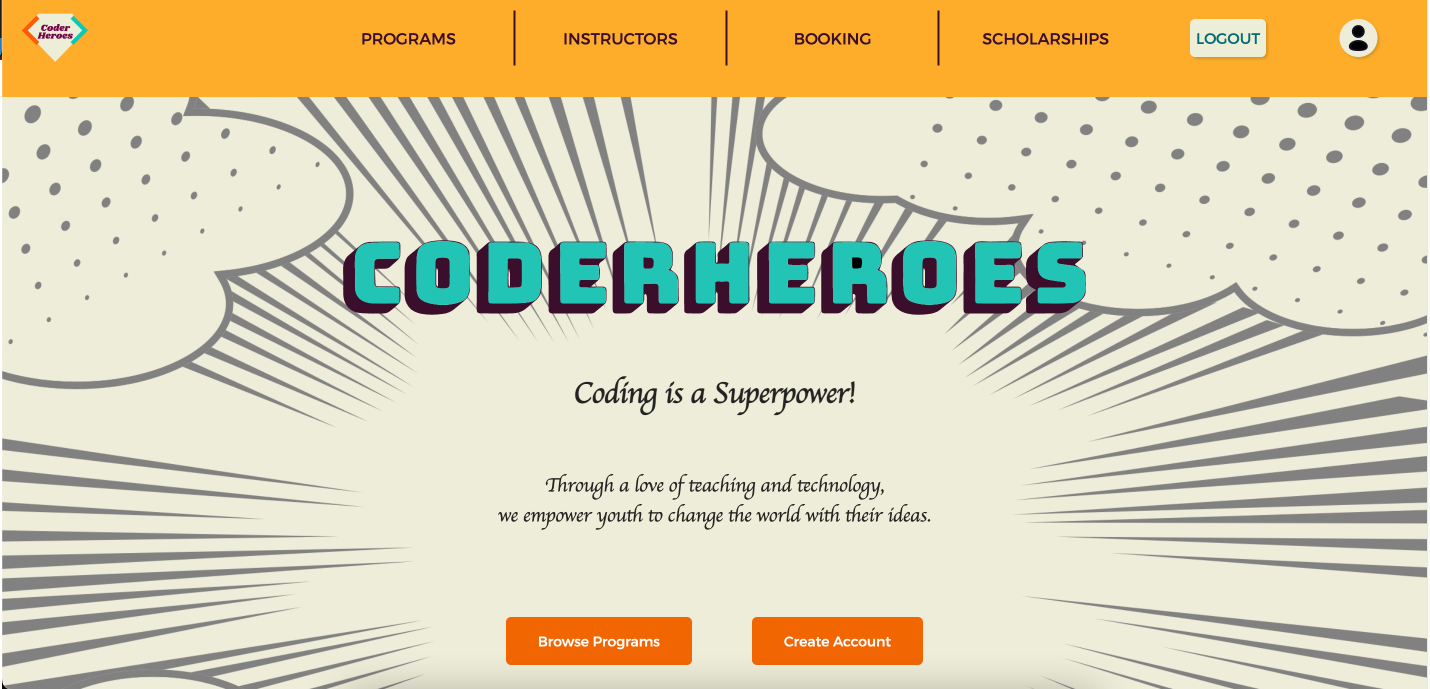 Coder
Heroes
PROGRAMS
INSTRUCTORS
BOOKING
SCHOLARSHIPS
LOGOUT
CODERHEROES
Coding is a Superpower!
Through a love of teaching and technology,
we empower youth to change the world with their ideas.
Browse Programs
Create Account